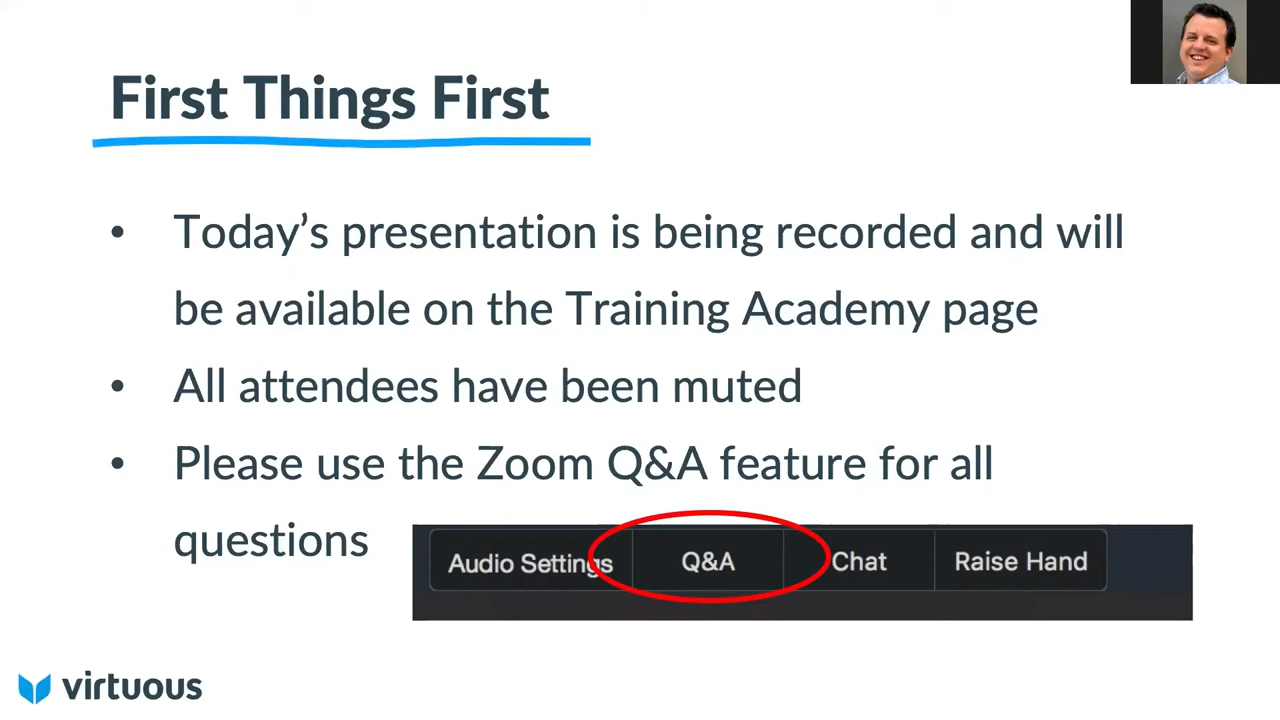 First Things First
• Today’s presentation is being recorded and will
be available on the Training Academy page
• All attendees have been muted
• Please use the Zoom Q&A feature for all
questions
Audio Settings Q&A Chat Raise Hand
virtuous